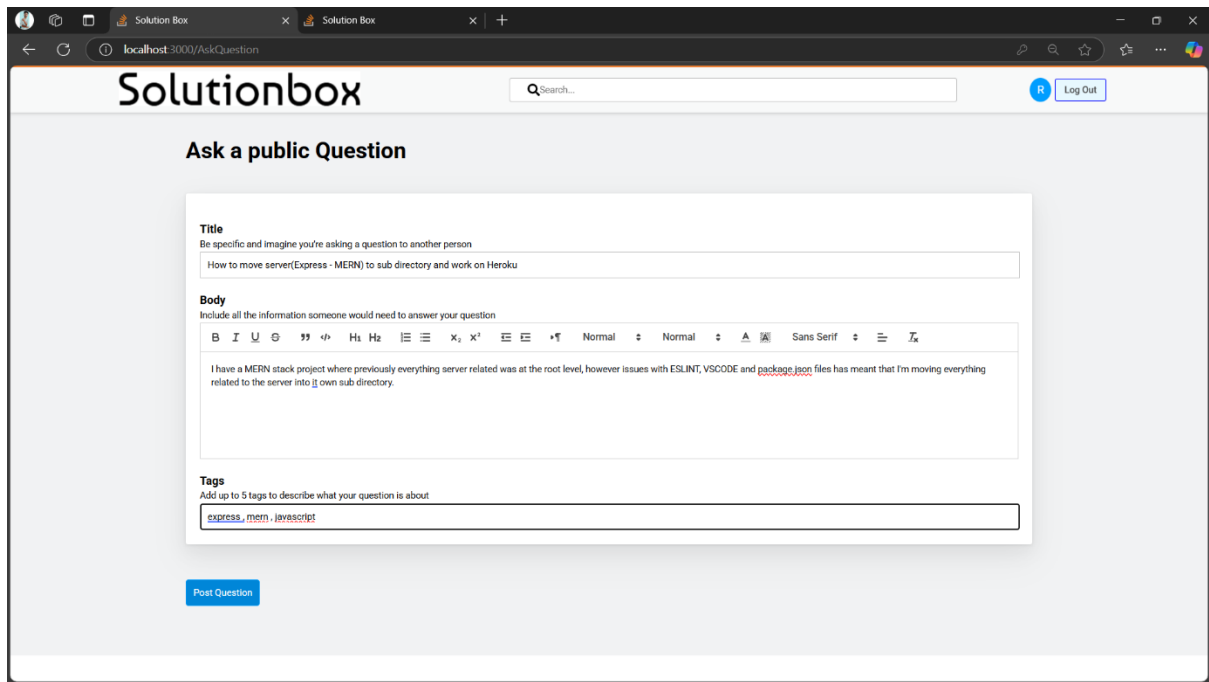 Solution Box
Solution Box
localhost:3000/AskQuestion
Solutionbox
Search...
R
Log Out
Ask a public Question
Title
Be specific and imagine you're asking a question to another person
How to move server(Express - MERN) to sub directory and work on Heroku
Body
Include all the information someone would need to answer your question
B I U S H1 H2 X2 X2 Normal Normal A A Sans Serif Tx
I have a MERN stack project where previously everything server related was at the root level, however issues with ESLINT, VSCODE and package.json files has meant that I'm moving everything
related to the server into it own sub directory.
Tags
Add up to 5 tags to describe what your question is about
express , mern , javascript
Post Question